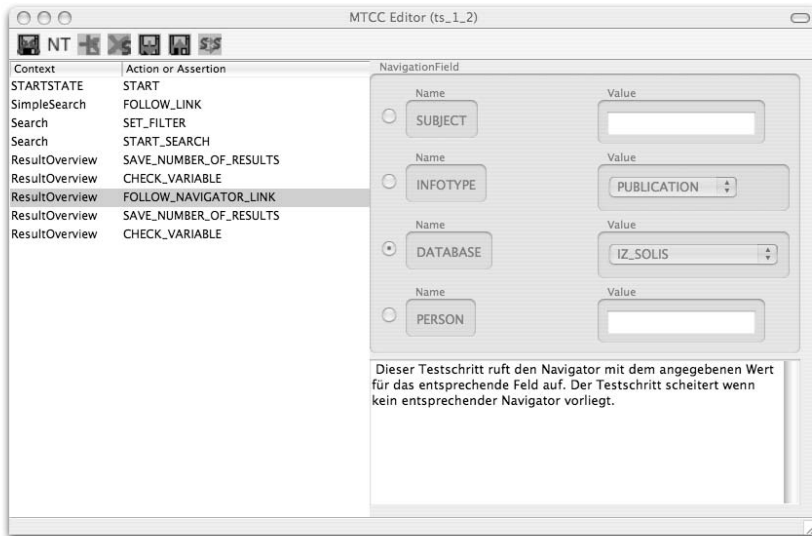 MTCC Editor (ts_1_2)
NT
Context Action or Assertion
STARTSTATE START
SimpleSearch FOLLOW_LINK
Search SET_FILTER
Search START_SEARCH
ResultOverview SAVE_NUMBER_OF_RESULTS
ResultOverview CHECK_VARIABLE
ResultOverview FOLLOW_NAVIGATOR_LINK
ResultOverview SAVE_NUMBER_OF_RESULTS
ResultOverview CHECK_VARIABLE
NavigationField
Name Value
SUBJECT
Name Value
INFOTYPE PUBLICATION
Name Value
DATABASE IZ_SOLIS
Name Value
PERSON
Dieser Testschritt ruft den Navigator mit dem angegebenen Wert
für das entsprechende Feld auf. Der Testschritt scheitert wenn
kein entsprechender Navigator vorliegt.